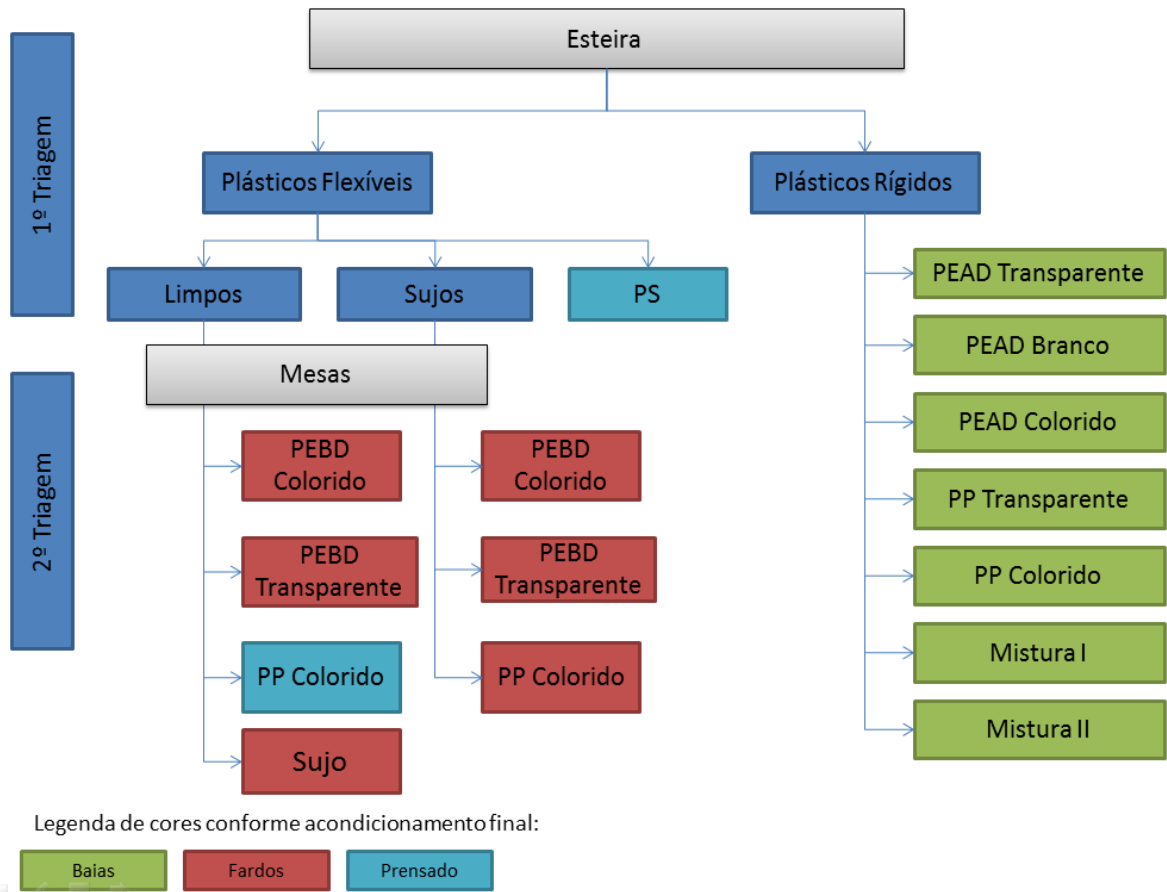 Esteira
1º Triagem
Plásticos Flexíveis
Plásticos Rígidos
Limpos
Sujos
PS
PEAD Transparente
PEAD Branco
PEAD Colorido
PP Transparente
PP Colorido
Mistura I
Mistura II
2º Triagem
Mesas
PEBD
Colorido
PEBD
Transparente
PP Colorido
Sujo
PEBD
Colorido
PEBD
Transparente
PP Colorido
Legenda de cores conforme acondicionamento final:
Baias
Fardos
Prensado